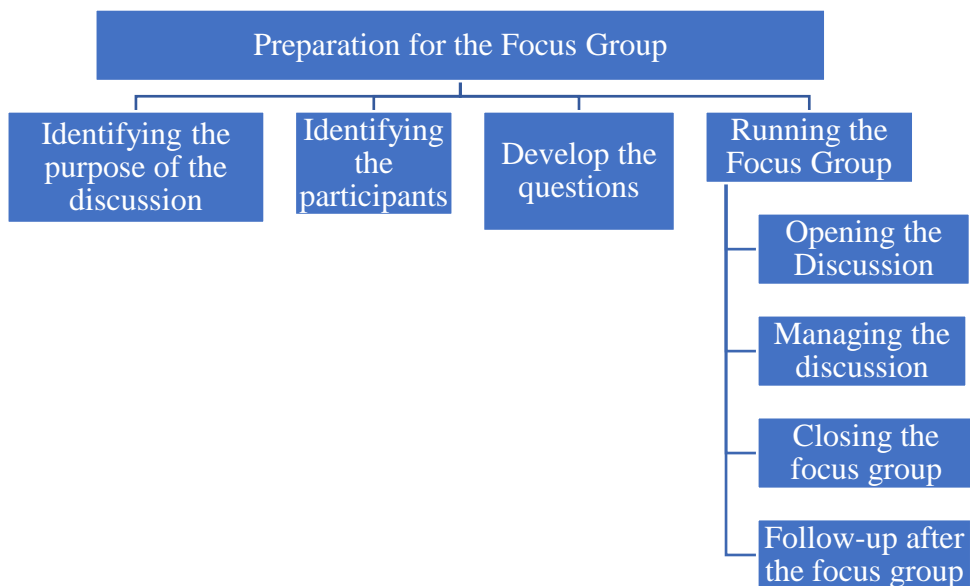 Preparation for the Focus Group
Identifying the
purpose of the
discussion
Identifying
the
participants
Develop the
questions
Running the
Focus Group
Opening the
Discussion
Managing the
discussion
Closing the
focus group
Follow-up after
the focus group